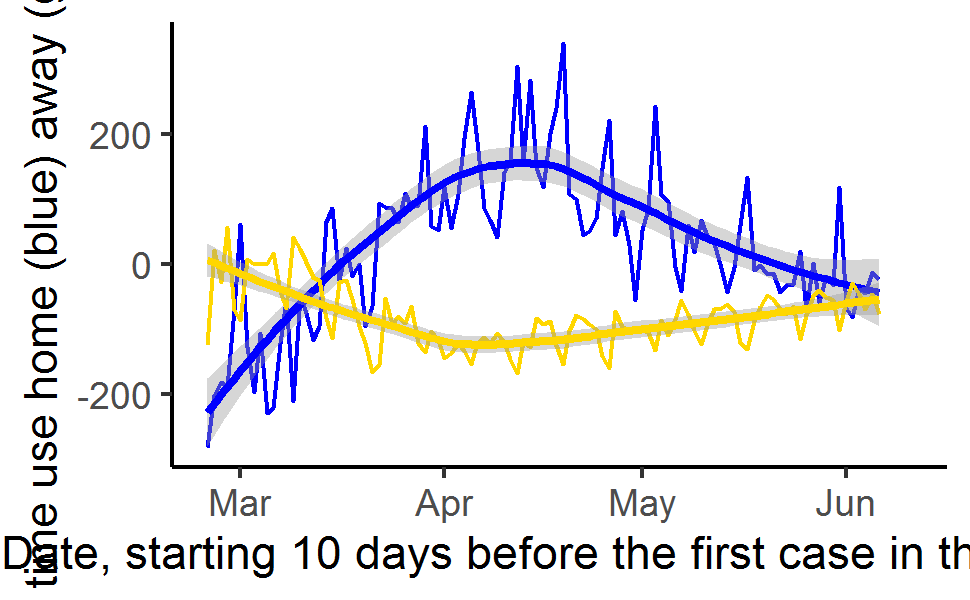 time use home (blue) away (
200
0
-200
Mar Apr May Jun
Date, starting 10 days before the first case in th